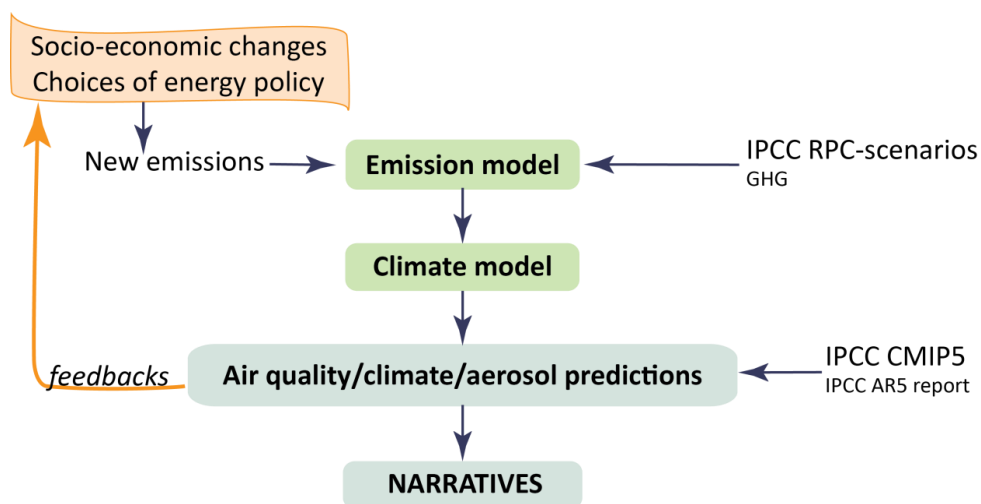 Socio-economic changes
Choices of energy policy
New emissions
Emission model
IPCC RPC-scenarios
GHG
Climate model
feedbacks
Air quality/climate/aerosol predictions
IPCC CMIP5
IPCC AR5 report
NARRATIVES